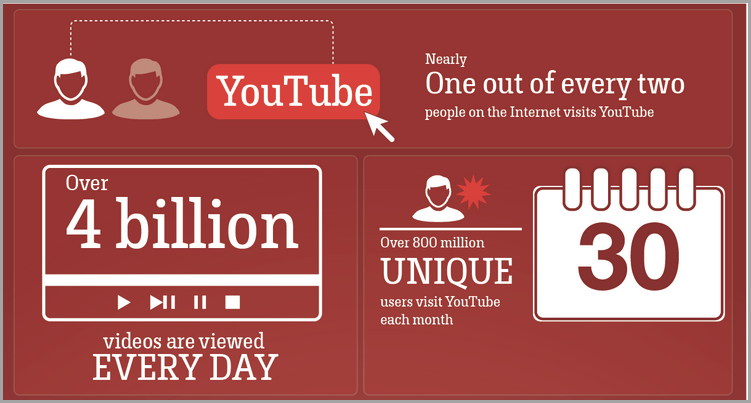 YouTube
Nearly
One out of every two
people on the Internet visits YouTube
Over
4 billion
videos are viewed
EVERY DAY
Over 800 million
UNIQUE
users visit YouTube
each month
30